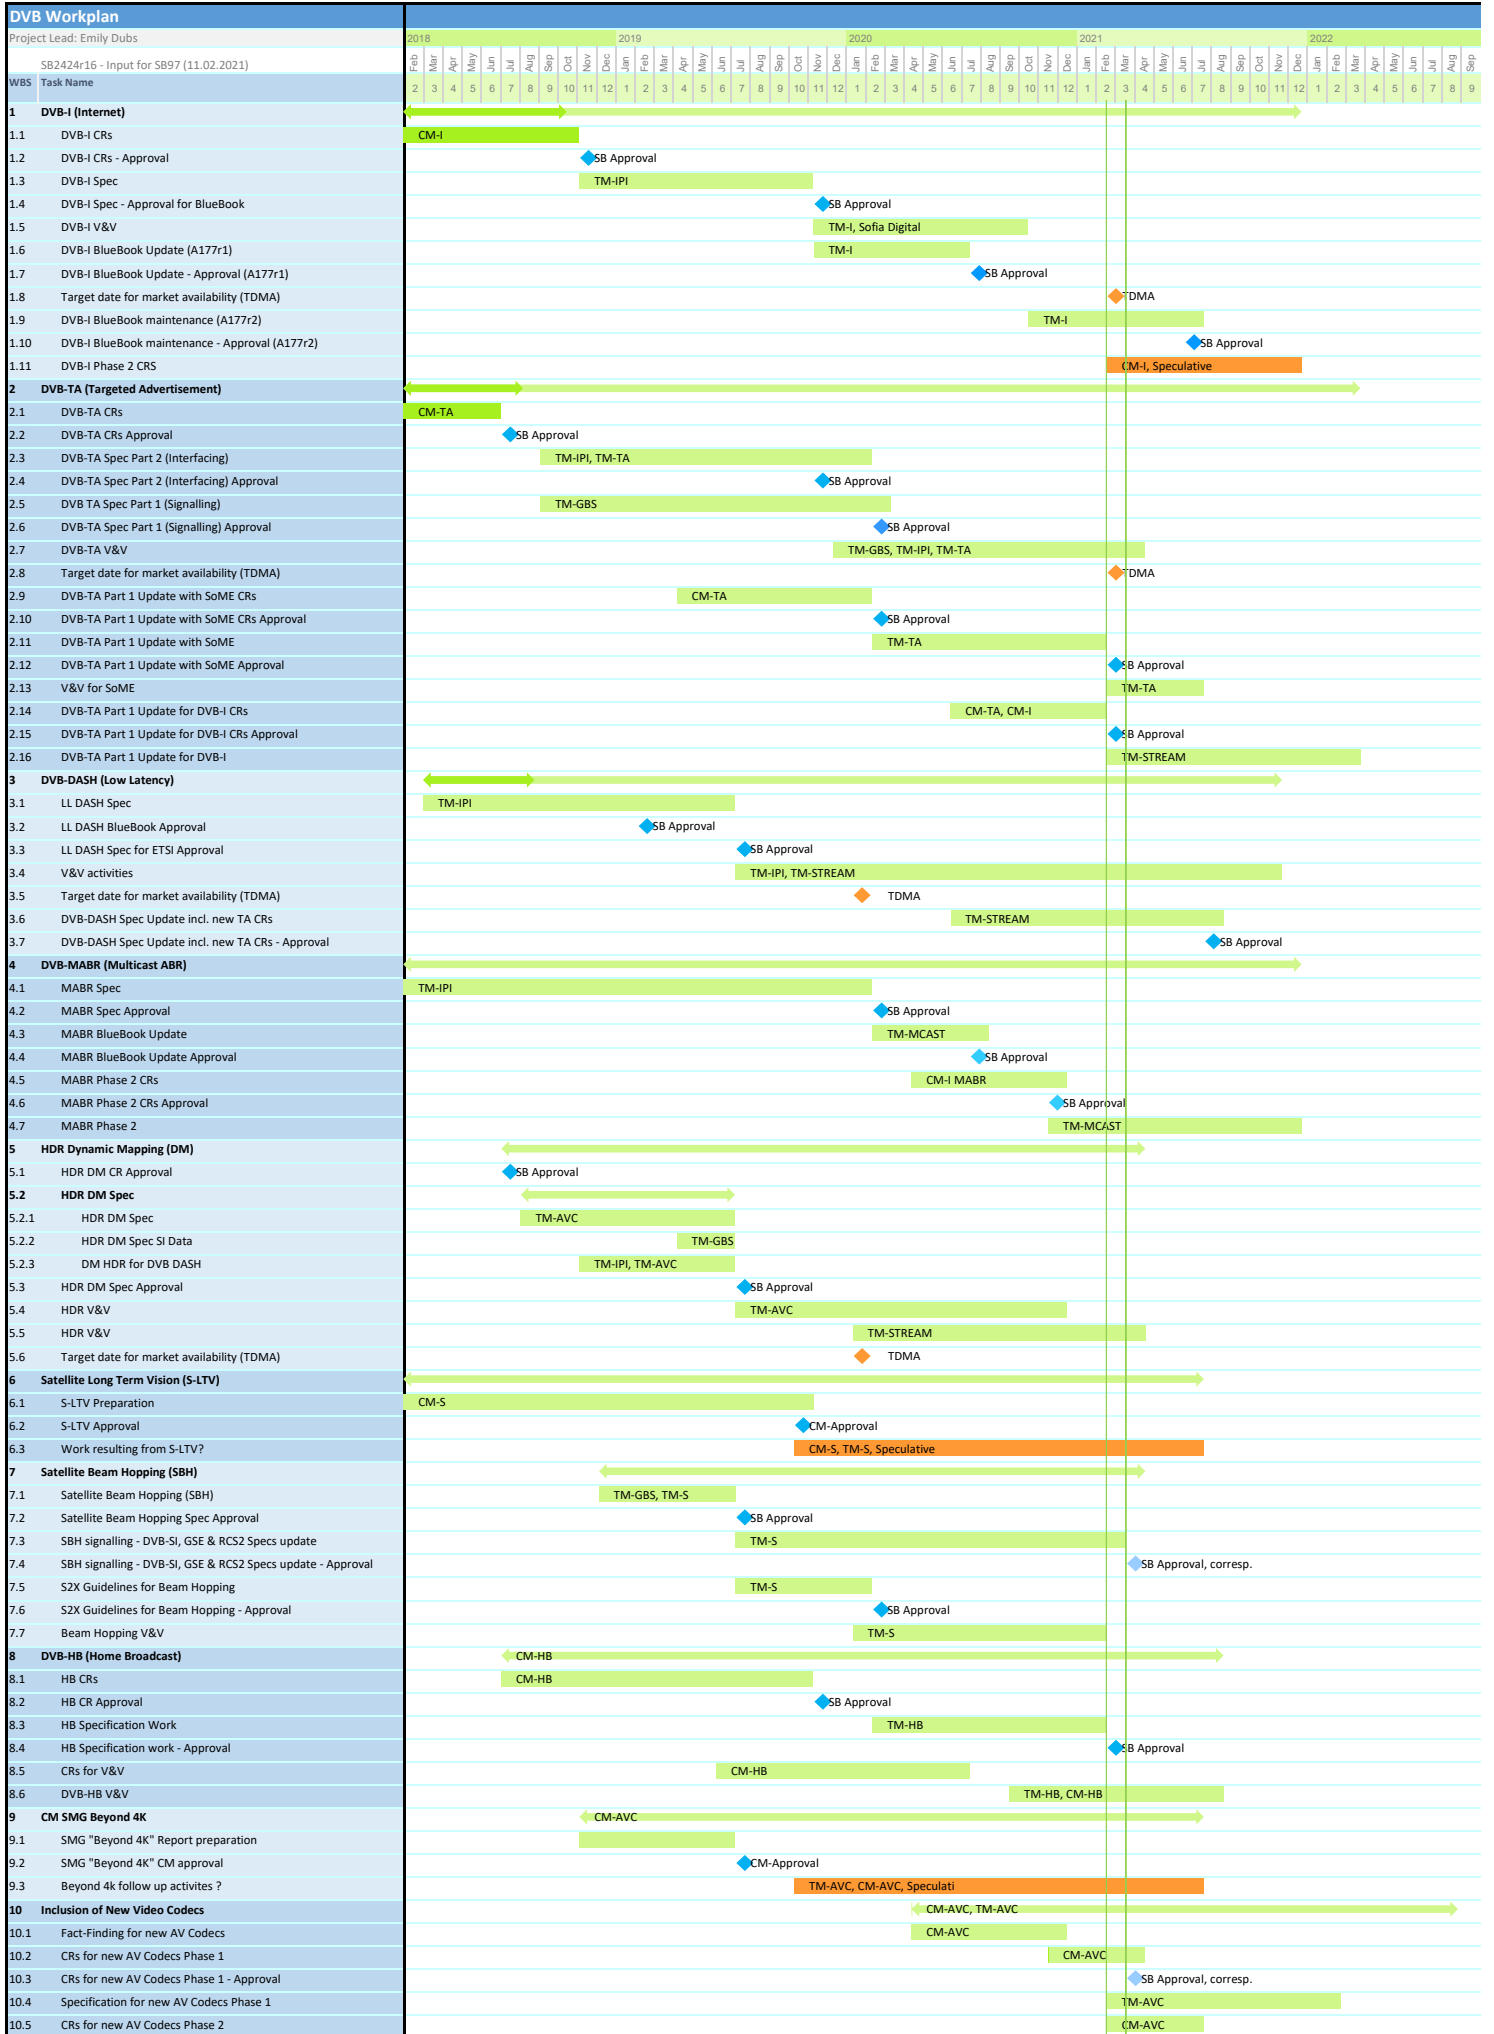 DVB Workplan
Project Lead: Emily Dubs 2018 2019 2020 2021 2022
SB2424r16 - Input for SB97 (11.02.2021) Feb Mar Apr May Jun Jul Aug Sep Oct Nov Dec Jan Feb Mar Apr May Jun Jul Aug Sep Oct Nov Dec Jan Feb Mar Apr May Jun Jul Aug Sep Oct Nov Dec Jan Feb Mar Apr May Jun Jul Aug Sep Oct Nov Dec Jan Feb Mar Apr May Jun Jul Aug Sep
WBS Task Name 2 3 4 5 6 7 8 9 10 11 12 1 2 3 4 5 6 7 8 9 10 11 12 1 2 3 4 5 6 7 8 9 10 11 12 1 2 3 4 5 6 7 8 9 10 11 12 1 2 3 4 5 6 7 8 9
1 DVB-I (Internet)
1.1 DVB-I CRs CM-I
1.2 DVB-I CRs - Approval SB Approval
1.3 DVB-I Spec TM-IPI
1.4 DVB-I Spec - Approval for BlueBook SB Approval
1.5 DVB-I V&V TM-I, Sofia Digital
1.6 DVB-I BlueBook Update (A177r1) TM-I
1.7 DVB-I BlueBook Update - Approval (A177r1) SB Approval
1.8 Target date for market availability (TDMA) TDMA
1.9 DVB-I BlueBook maintenance (A177r2) TM-I
1.10 DVB-I BlueBook maintenance - Approval (A177r2) SB Approval
1.11 DVB-I Phase 2 CRS CM-I, Speculative
2 DVB-TA (Targeted Advertisement)
2.1 DVB-TA CRs CM-TA
2.2 DVB-TA CRs Approval SB Approval
2.3 DVB-TA Spec Part 2 (Interfacing) TM-IPI, TM-TA
2.4 DVB-TA Spec Part 2 (Interfacing) Approval SB Approval
2.5 DVB TA Spec Part 1 (Signalling) TM-GBS
2.6 DVB-TA Spec Part 1 (Signalling) Approval SB Approval
2.7 DVB-TA V&V TM-GBS, TM-IPI, TM-TA
2.8 Target date for market availability (TDMA) TDMA
2.9 DVB-TA Part 1 Update with SoME CRs CM-TA
2.10 DVB-TA Part 1 Update with SoME CRs Approval SB Approval
2.11 DVB-TA Part 1 Update with SoME TM-TA
2.12 DVB-TA Part 1 Update with SoME Approval SB Approval
2.13 V&V for SoME TM-TA
2.14 DVB-TA Part 1 Update for DVB-I CRs CM-TA, CM-I
2.15 DVB-TA Part 1 Update for DVB-I CRs Approval SB Approval
2.16 DVB-TA Part 1 Update for DVB-I TM-STREAM
3 DVB-DASH (Low Latency)
3.1 LL DASH Spec TM-IPI
3.2 LL DASH BlueBook Approval SB Approval
3.3 LL DASH Spec for ETSI Approval SB Approval
3.4 V&V activities TM-IPI, TM-STREAM
3.5 Target date for market availability (TDMA) TDMA
3.6 DVB-DASH Spec Update incl. new TA CRs TM-STREAM
3.7 DVB-DASH Spec Update incl. new TA CRs - Approval SB Approval
4 DVB-MABR (Multicast ABR)
4.1 MABR Spec TM-IPI
4.2 MABR Spec Approval SB Approval
4.3 MABR BlueBook Update TM-MCAST
4.4 MABR BlueBook Update Approval SB Approval
4.5 MABR Phase 2 CRs CM-I MABR
4.6 MABR Phase 2 CRs Approval SB Approval
4.7 MABR Phase 2 TM-MCAST
5 HDR Dynamic Mapping (DM)
5.1 HDR DM CR Approval SB Approval
5.2 HDR DM Spec
5.2.1 HDR DM Spec TM-AVC
5.2.2 HDR DM Spec SI Data TM-GBS
5.2.3 DM HDR for DVB DASH TM-IPI, TM-AVC
5.3 HDR DM Spec Approval SB Approval
5.4 HDR V&V TM-AVC
5.5 HDR V&V TM-STREAM
5.6 Target date for market availability (TDMA) TDMA
6 Satellite Long Term Vision (S-LTV)
6.1 S-LTV Preparation CM-S
6.2 S-LTV Approval CM-Approval
6.3 Work resulting from S-LTV? CM-S, TM-S, Speculative
7 Satellite Beam Hopping (SBH)
7.1 Satellite Beam Hopping (SBH) TM-GBS, TM-S
7.2 Satellite Beam Hopping Spec Approval SB Approval
7.3 SBH signalling - DVB-SI, GSE & RCS2 Specs update TM-S
7.4 SBH signalling - DVB-SI, GSE & RCS2 Specs update - Approval SB Approval, corresp.
7.5 S2X Guidelines for Beam Hopping TM-S
7.6 S2X Guidelines for Beam Hopping - Approval SB Approval
7.7 Beam Hopping V&V TM-S
8 DVB-HB (Home Broadcast) CM-HB
8.1 HB CRs CM-HB
8.2 HB CR Approval SB Approval
8.3 HB Specification Work TM-HB
8.4 HB Specification work - Approval SB Approval
8.5 CRs for V&V CM-HB
8.6 DVB-HB V&V TM-HB, CM-HB
9 CM SMG Beyond 4K CM-AVC
9.1 SMG "Beyond 4K" Report preparation
9.2 SMG "Beyond 4K" CM approval CM-Approval
9.3 Beyond 4k follow up activites ? TM-AVC, CM-AVC, Speculati
10 Inclusion of New Video Codecs CM-AVC, TM-AVC
10.1 Fact-Finding for new AV Codecs CM-AVC
10.2 CRs for new AV Codecs Phase 1 CM-AVC
10.3 CRs for new AV Codecs Phase 1 - Approval SB Approval, corresp.
10.4 Specification for new AV Codecs Phase 1 TM-AVC
10.5 CRs for new AV Codecs Phase 2 CM-AVC